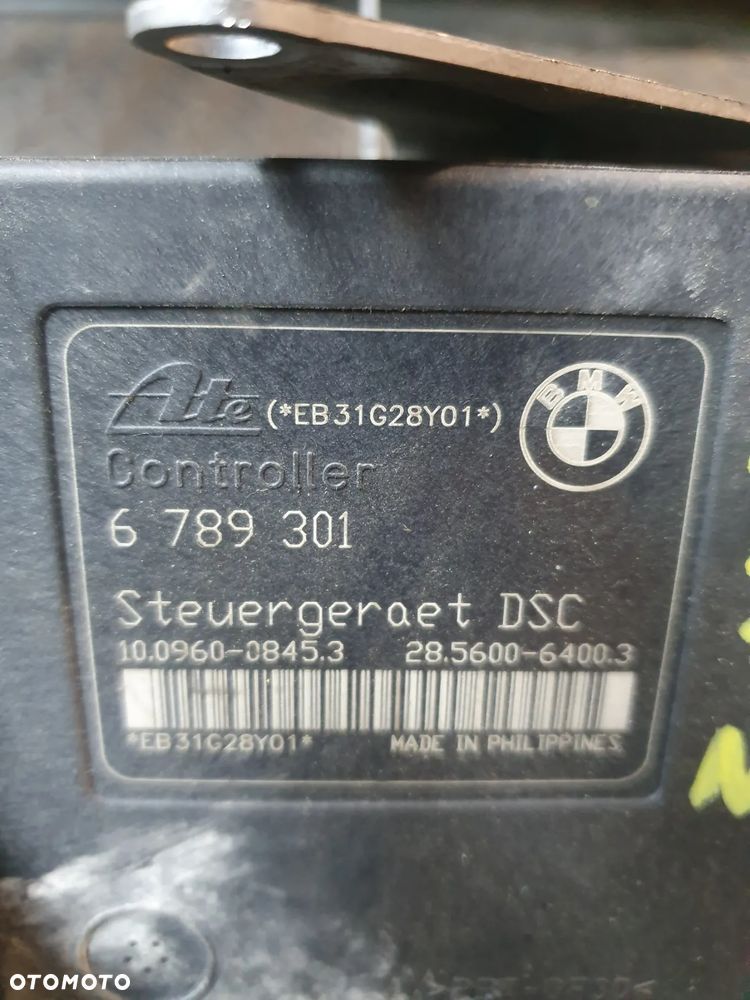 Ate (*EB31G28Y01*)
BMW
Controller
6 789 301
Steuergeraet DSC
10.0960-0845.3 28.5600-6400.3
*EB31G28Y01* MADE IN PHILIPPINES
OTOMOTO